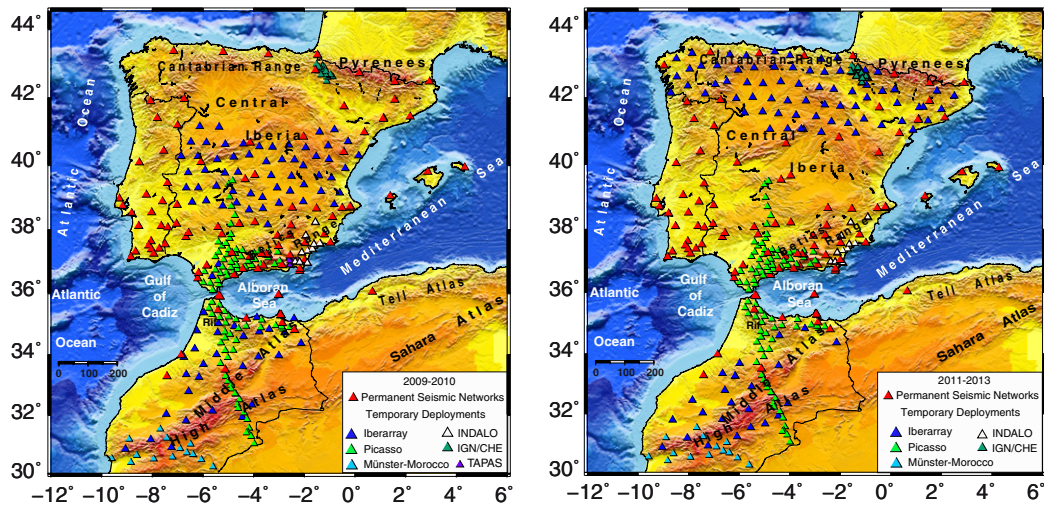 44°
42°
40°
38°
36°
34°
32°
30°
−12° −10° −8° −6° −4° −2° 0° 2° 4° 6°
Cantabrian Range
Pyrenees
Central
Iberia
Betics Range
Atlantic Ocean
Mediterranean Sea
Gulf of Cadiz
Alboran Sea
Atlantic
Ocean
Rif
Tell Atlas
Sahara Atlas
Middle Atlas
High Atlas
0 100 200
2009-2010
Permanent Seismic Networks
Temporary Deployments
Iberarray INDALO
Picasso IGN/CHE
Münster-Morocco TAPAS
44°
42°
40°
38°
36°
34°
32°
30°
−12° −10° −8° −6° −4° −2° 0° 2° 4° 6°
Cantabrian Range
Pyrenees
Central
Iberia
Betics Range
Atlantic Ocean
Mediterranean Sea
Gulf of Cadiz
Alboran Sea
Atlantic
Ocean
Rif
Tell Atlas
Sahara Atlas
Middle Atlas
High Atlas
0 100 200
2011-2013
Permanent Seismic Networks
Temporary Deployments
Iberarray INDALO
Picasso IGN/CHE
Münster-Morocco